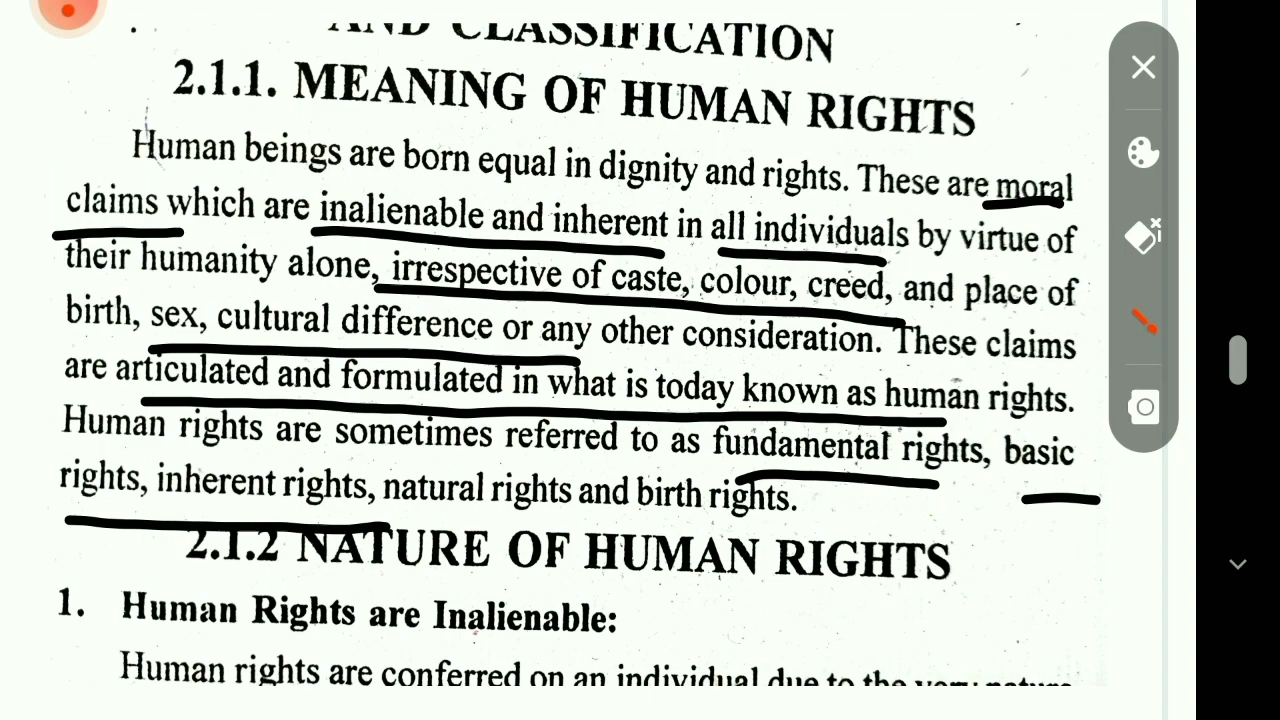 AND CLASSIFICATION
2.1.1. MEANING OF HUMAN RIGHTS
Human beings are born equal in dignity and rights. These are moral
claims which are inalienable and inherent in all individuals by virtue of
their humanity alone, irrespective of caste, colour, creed, and place of
birth, sex, cultural difference or any other consideration. These claims
are articulated and formulated in what is today known as human rights.
Human rights are sometimes referred to as fundamental rights, basic
rights, inherent rights, natural rights and birth rights.
2.1.2 NATURE OF HUMAN RIGHTS
1. Human Rights are Inalienable:
Human rights are conferred on an individual due to the very nature